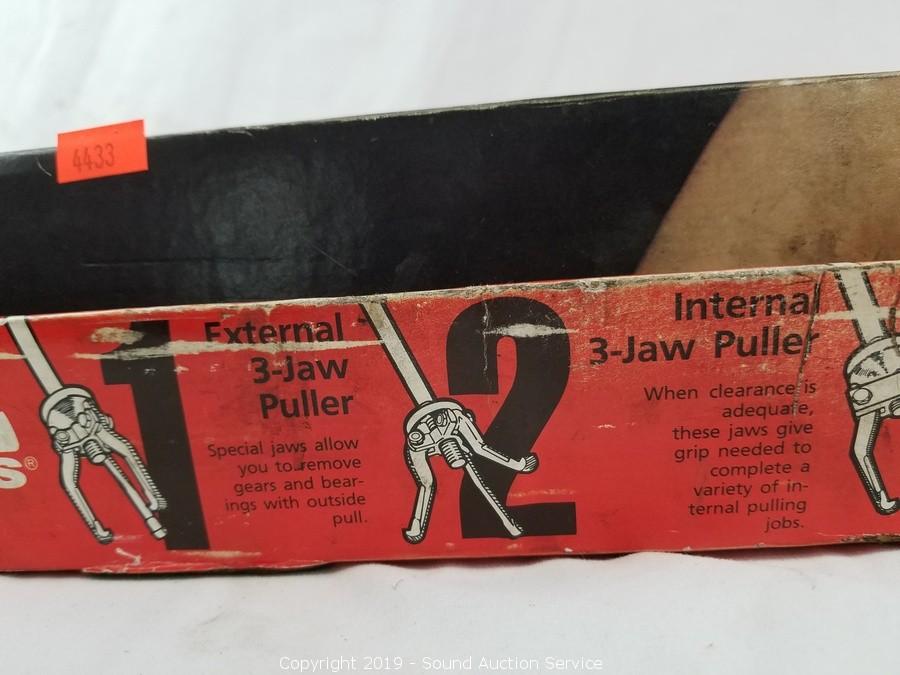 4433
1
External
3-Jaw
Puller
Special jaws allow
you to remove
gears and bear-
ings with outside
pull.
2
Internal
3-Jaw Puller
When clearance is
adequate,
these jaws give
grip needed to
complete a
variety of in-
ternal pulling
jobs.
S®
Copyright 2019 - Sound Auction Service